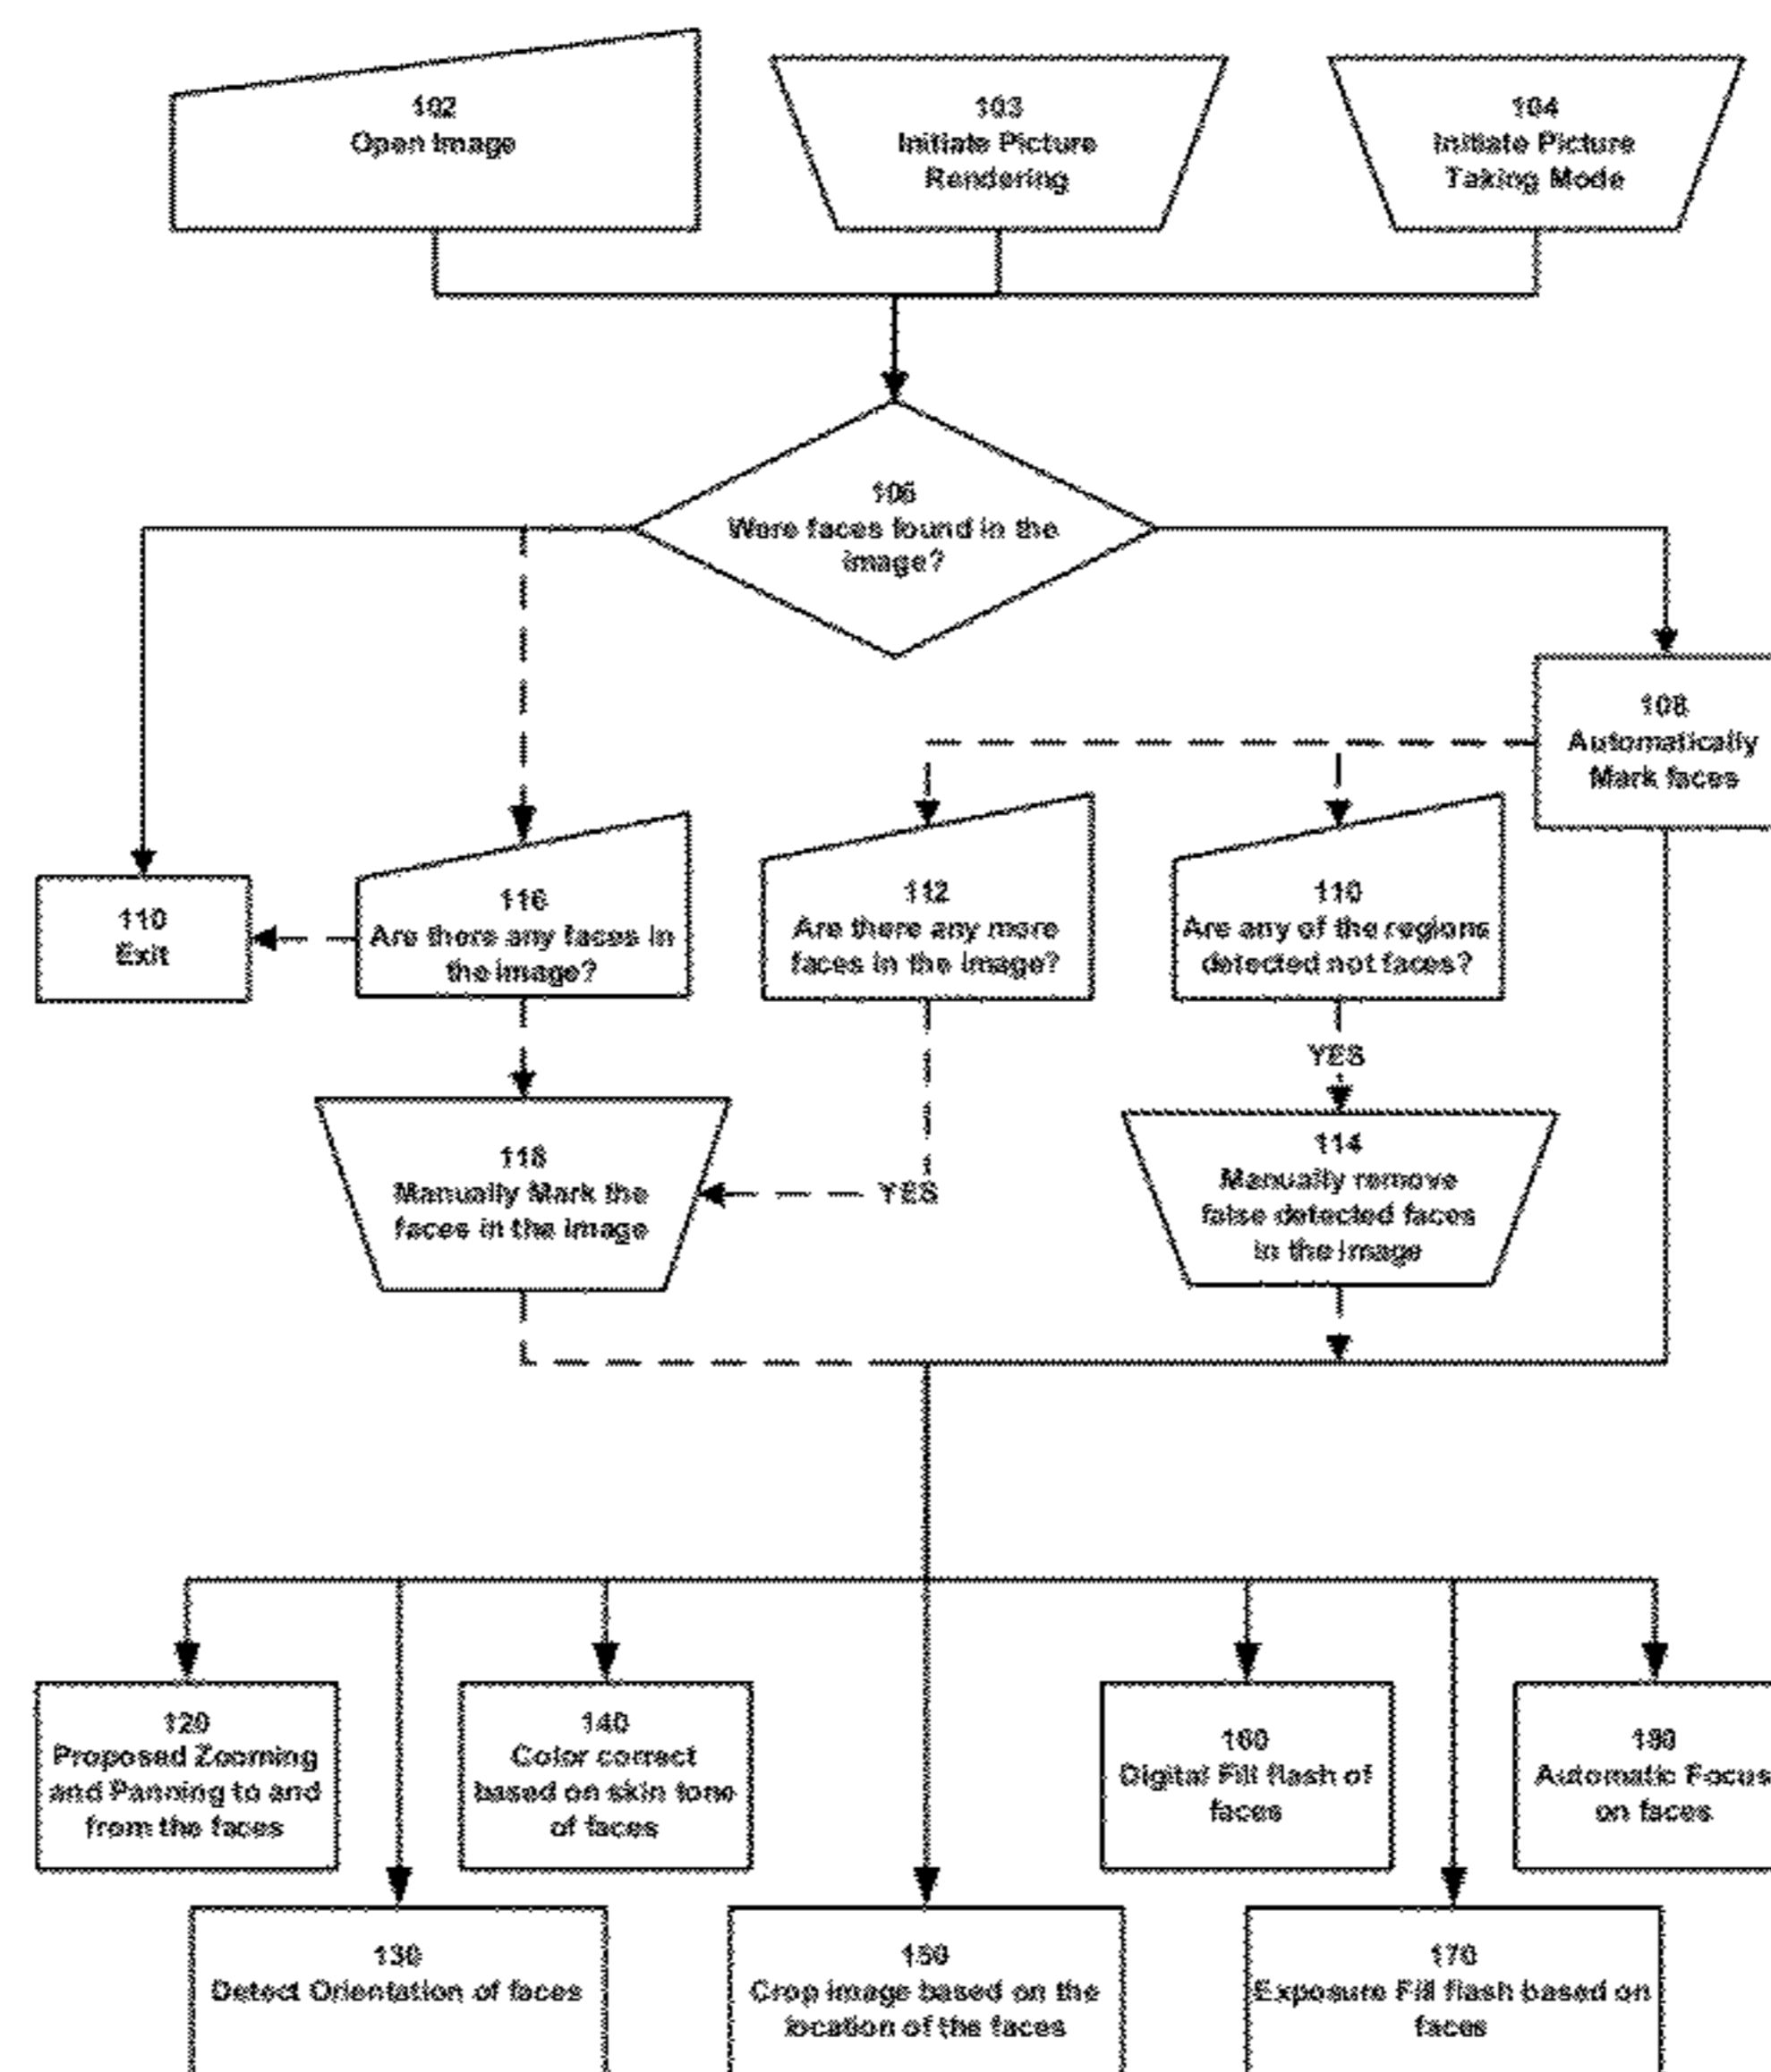 102
Open Image
103
Initiate Picture
Rendering
104
Initiate Picture
Taking Mode
106
Were faces found in the
image?
108
Automatically
Mark faces
110
Exit
116
Are there any faces in
the image?
112
Are there any more
faces in the image?
110
Are any of the regions
detected not faces?
YES
118
Manually Mark the
faces in the image
YES
114
Manually remove
false detected faces
in the image
120
Proposed Zooming
and Panning to and
from the faces
140
Color correct
based on skin tone
of faces
160
Digital Fill flash of
faces
180
Automatic Focus
on faces
130
Detect Orientation of faces
150
Crop image based on the
location of the faces
170
Exposure Fill flash based on
faces